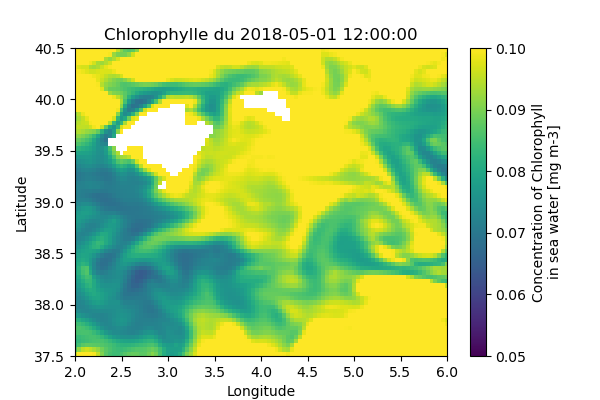 Chlorophylle du 2018-05-01 12:00:00
40.5
40.0
39.5
39.0
38.5
38.0
37.5
Latitude
2.0 2.5 3.0 3.5 4.0 4.5 5.0 5.5 6.0
Longitude
0.10
0.09
0.08
0.07
0.06
0.05
Concentration of Chlorophyll
in sea water [mg m-3]